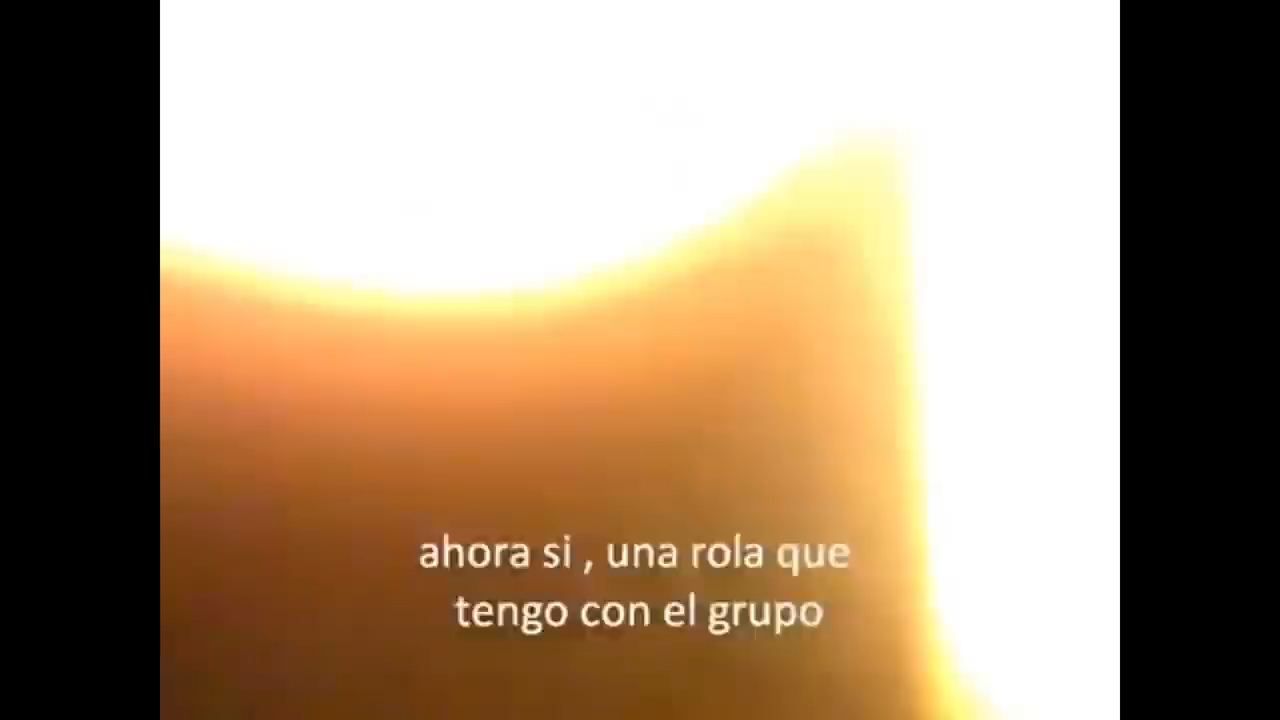 ahora si , una rola que
tengo con el grupo